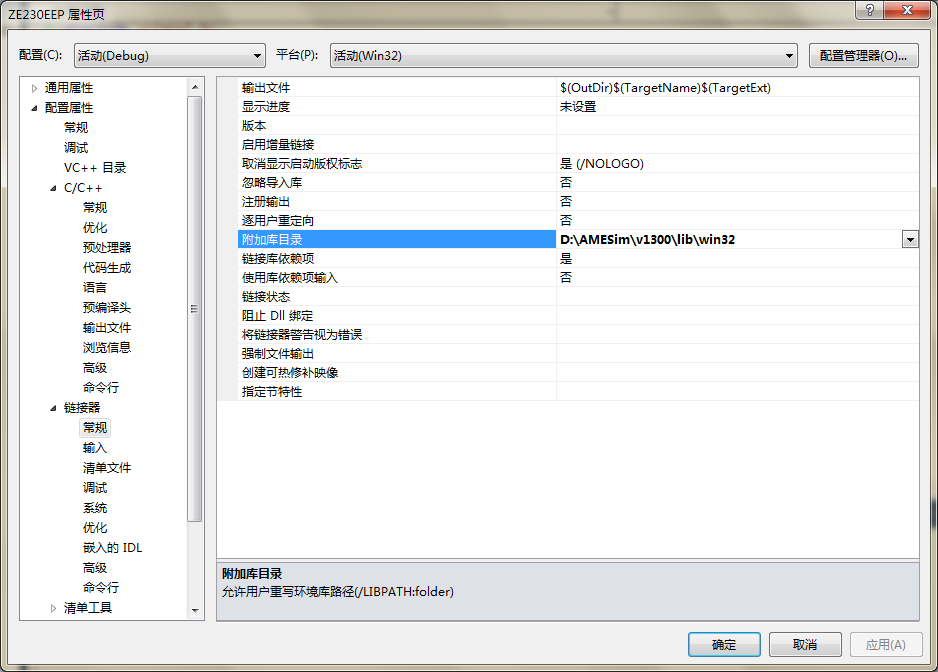 ZE230EEP 属性页
配置(C): 活动(Debug) 平台(P): 活动(Win32) 配置管理器(O)...
通用属性
配置属性
常规
调试
VC++ 目录
C/C++
常规
优化
预处理器
代码生成
语言
预编译头
输出文件
浏览信息
高级
命令行
链接器
常规
输入
清单文件
调试
系统
优化
嵌入的 IDL
高级
命令行
清单工具
输出文件 $(OutDir)$(TargetName)$(TargetExt)
显示进度 未设置
版本
启用增量链接
取消显示启动版权标志 是 (/NOLOGO)
忽略导入库 否
注册输出 否
逐用户重定向 否
附加库目录 D:\AMESim\v1300\lib\win32
链接库依赖项 是
使用库依赖项输入 否
链接状态
阻止 Dll 绑定
将链接器警告视为错误
强制文件输出
创建可热修补映像
指定节特性
附加库目录
允许用户重写环境库路径(/LIBPATH:folder)
确定 取消 应用(A)